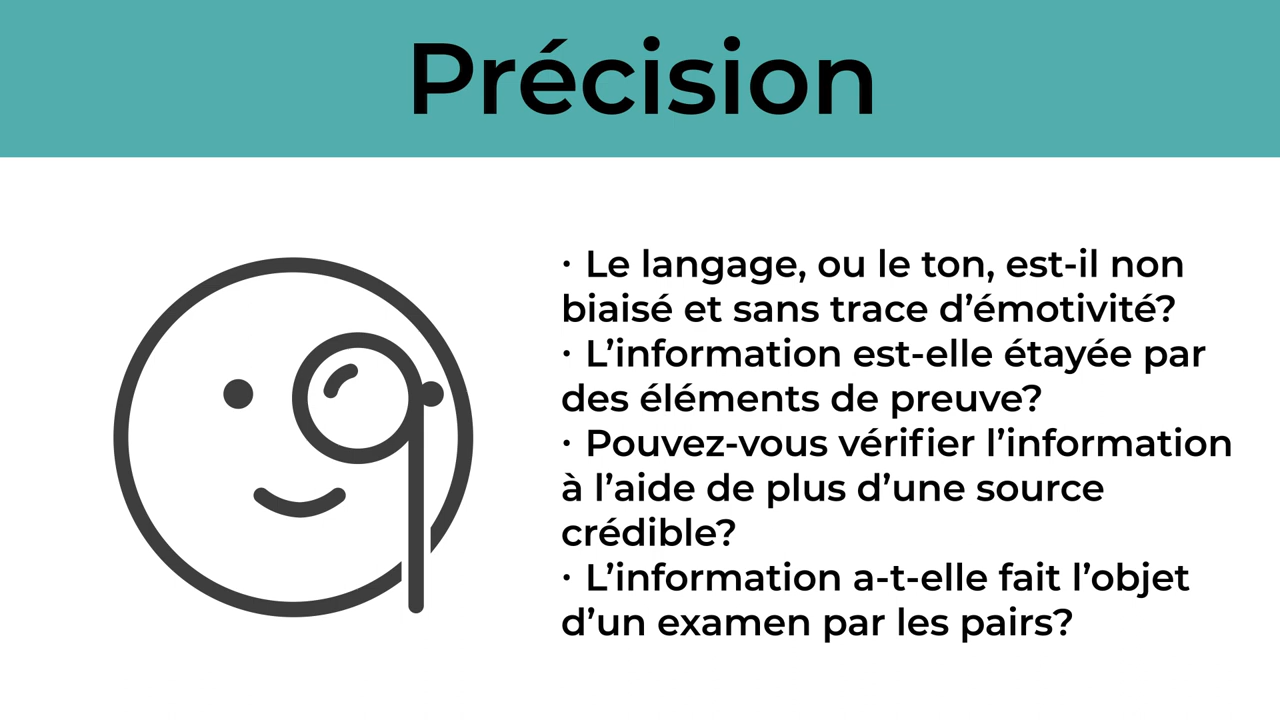 Précision
· Le langage, ou le ton, est-il non
biaisé et sans trace d’émotivité?
· L’information est-elle étayée par
des éléments de preuve?
· Pouvez-vous vérifier l’information
à l’aide de plus d’une source
crédible?
· L’information a-t-elle fait l’objet
d’un examen par les pairs?